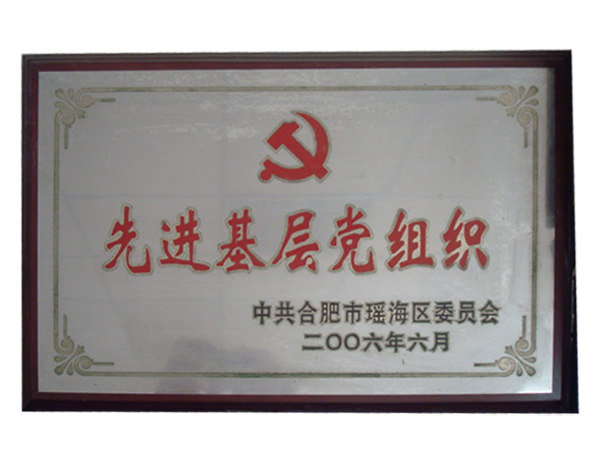 先进基层党组织
中共合肥市瑶海区委员会
二〇〇六年六月